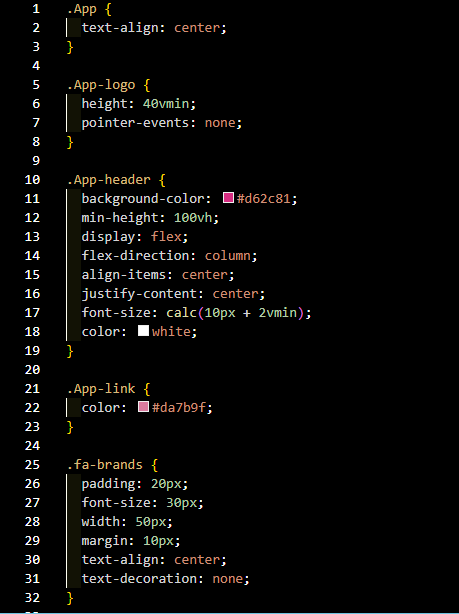 1 .App {
2 text-align: center;
3 }
4
5 .App-logo {
6 height: 40vmin;
7 pointer-events: none;
8 }
9
10 .App-header {
11 background-color: #d62c81;
12 min-height: 100vh;
13 display: flex;
14 flex-direction: column;
15 align-items: center;
16 justify-content: center;
17 font-size: calc(10px + 2vmin);
18 color: white;
19 }
20
21 .App-link {
22 color: #da7b9f;
23 }
24
25 .fa-brands {
26 padding: 20px;
27 font-size: 30px;
28 width: 50px;
29 margin: 10px;
30 text-align: center;
31 text-decoration: none;
32 }